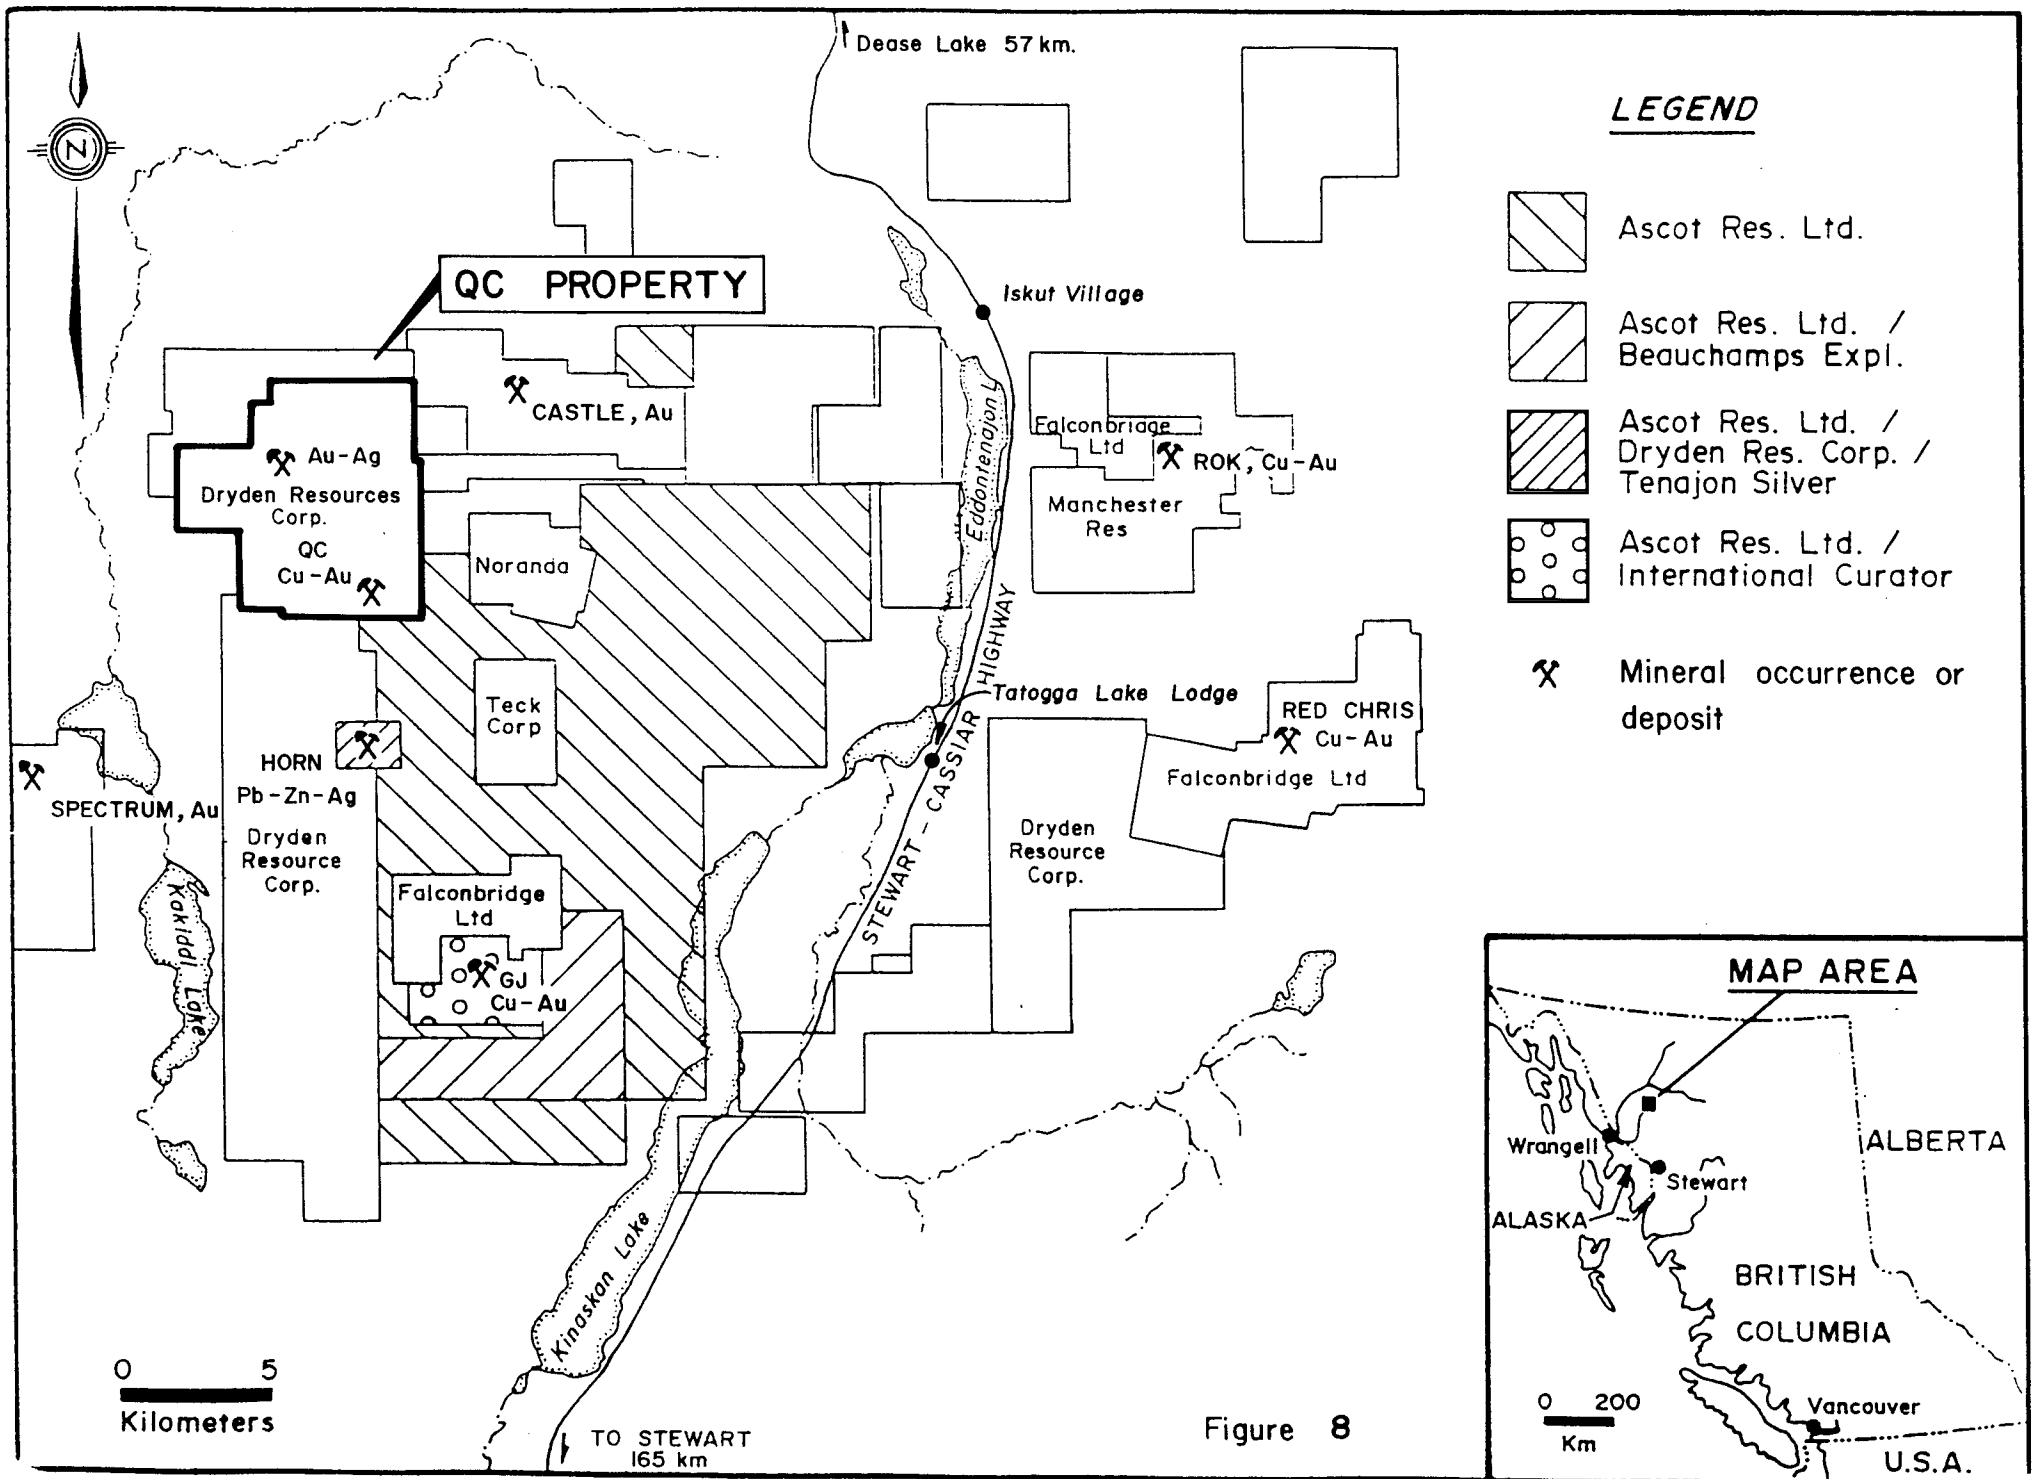 Dease Lake 57 km.
N
QC PROPERTY
Iskut Village
CASTLE, Au
Eddontenajon L
Falconbridge
Ltd
ROK, Cu-Au
Manchester
Res
Au-Ag
Dryden Resources
Corp.
QC
Cu-Au
Noranda
Teck
Corp
HORN
Pb-Zn-Ag
SPECTRUM, Au
Dryden
Resource
Corp.
Kakiddi Lake
Falconbridge
Ltd
GJ
Cu-Au
STEWART-CASSIAR HIGHWAY
Tatogga Lake Lodge
RED CHRIS
Cu-Au
Falconbridge Ltd
Dryden
Resource
Corp.
Kinaskan Lake
0 5
Kilometers
TO STEWART
165 km
Figure 8
LEGEND
Ascot Res. Ltd.
Ascot Res. Ltd. /
Beauchamps Expl.
Ascot Res. Ltd. /
Dryden Res. Corp. /
Tenajon Silver
Ascot Res. Ltd. /
International Curator
Mineral occurrence or
deposit
MAP AREA
Wrangell
Stewart
ALASKA
ALBERTA
BRITISH
COLUMBIA
Vancouver
U.S.A.
0 200
Km